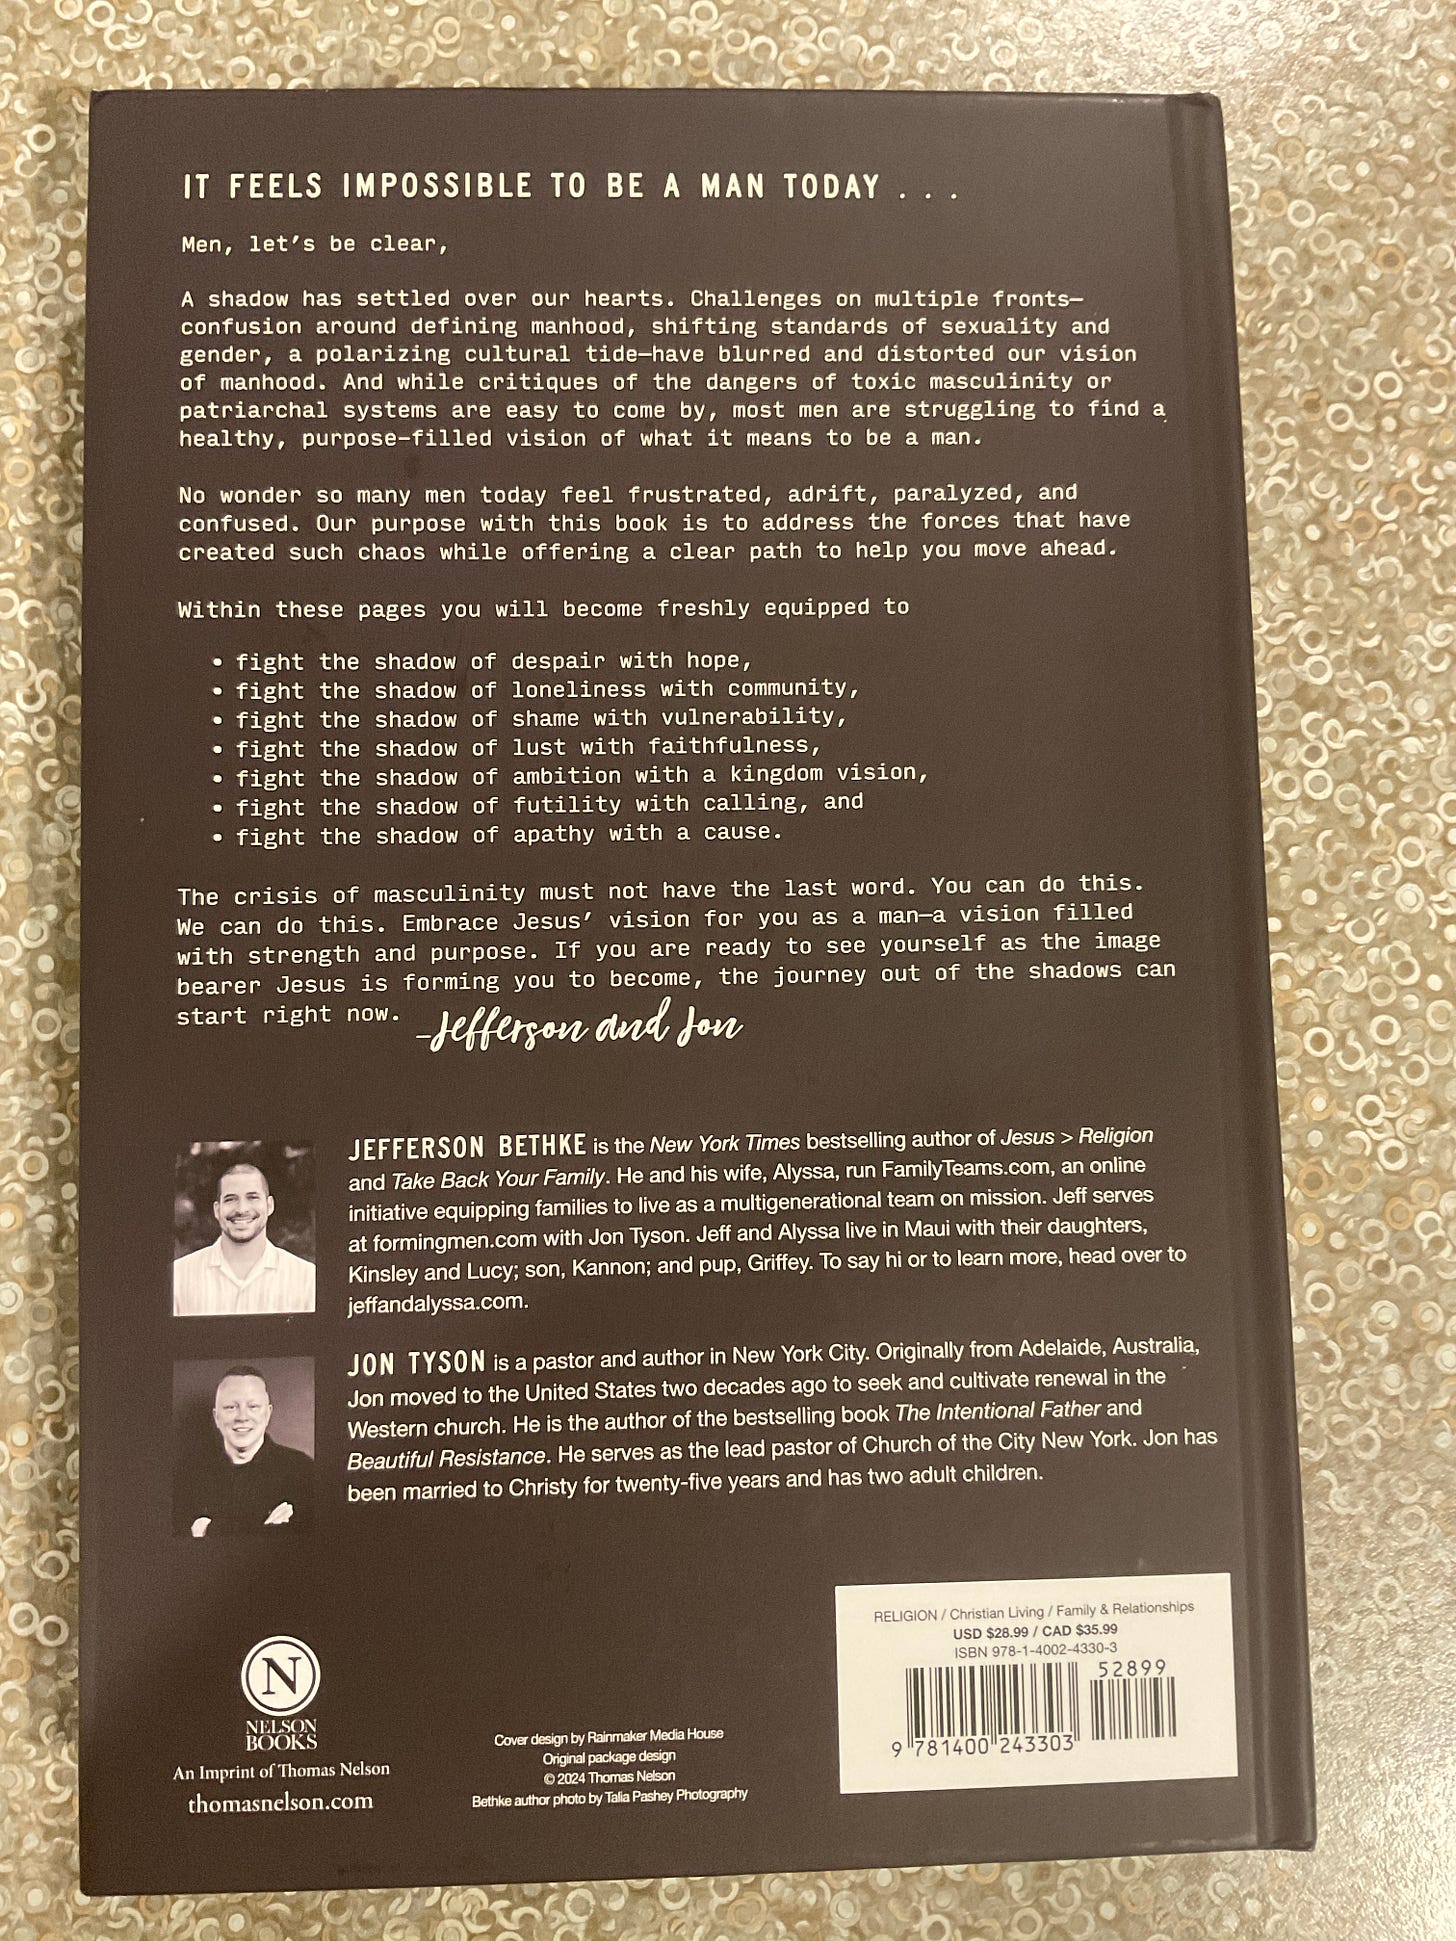 IT FEELS IMPOSSIBLE TO BE A MAN TODAY . . .
Men, let's be clear,
A shadow has settled over our hearts. Challenges on multiple fronts—
confusion around defining manhood, shifting standards of sexuality and
gender, a polarizing cultural tide—have blurred and distorted our vision
of manhood. And while critiques of the dangers of toxic masculinity or
patriarchal systems are easy to come by, most men are struggling to find a
healthy, purpose-filled vision of what it means to be a man.
No wonder so many men today feel frustrated, adrift, paralyzed, and
confused. Our purpose with this book is to address the forces that have
created such chaos while offering a clear path to help you move ahead.
Within these pages you will become freshly equipped to
• fight the shadow of despair with hope,
• fight the shadow of loneliness with community,
• fight the shadow of shame with vulnerability,
• fight the shadow of lust with faithfulness,
• fight the shadow of ambition with a kingdom vision,
• fight the shadow of futility with calling, and
• fight the shadow of apathy with a cause.
The crisis of masculinity must not have the last word. You can do this.
We can do this. Embrace Jesus' vision for you as a man—a vision filled
with strength and purpose. If you are ready to see yourself as the image
bearer Jesus is forming you to become, the journey out of the shadows can
start right now.
–Jefferson and Jon
JEFFERSON BETHKE is the New York Times bestselling author of Jesus > Religion
and Take Back Your Family. He and his wife, Alyssa, run FamilyTeams.com, an online
initiative equipping families to live as a multigenerational team on mission. Jeff serves
at formingmen.com with Jon Tyson. Jeff and Alyssa live in Maui with their daughters,
Kinsley and Lucy; son, Kannon; and pup, Griffey. To say hi or to learn more, head over to
jeffandalyssa.com.
JON TYSON is a pastor and author in New York City. Originally from Adelaide, Australia,
Jon moved to the United States two decades ago to seek and cultivate renewal in the
Western church. He is the author of the bestselling book The Intentional Father and
Beautiful Resistance. He serves as the lead pastor of Church of the City New York. Jon has
been married to Christy for twenty-five years and has two adult children.
N
NELSON
BOOKS
An Imprint of Thomas Nelson
thomasnelson.com
Cover design by Rainmaker Media House
Original package design
© 2024 Thomas Nelson
Bethke author photo by Talia Pashey Photography
RELIGION / Christian Living / Family & Relationships
USD $28.99 / CAD $35.99
ISBN 978-1-4002-4330-3
52899
9 781400 243303